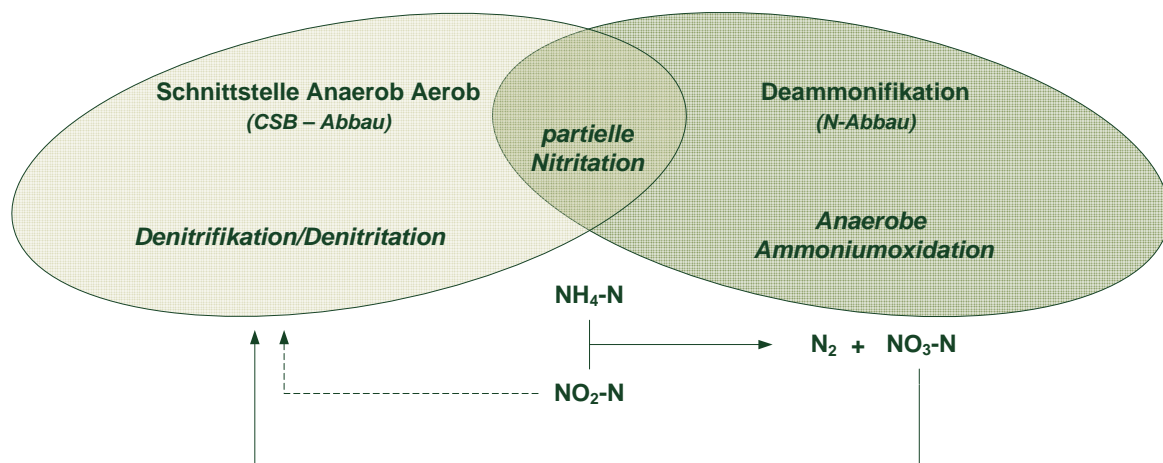 Schnittstelle Anaerob Aerob
(CSB – Abbau)
Denitrifikation/Denitritation
partielle
Nitritation
Deammonifikation
(N-Abbau)
Anaerobe
Ammoniumoxidation
NH₄-N
N₂ + NO₃-N
NO₂-N